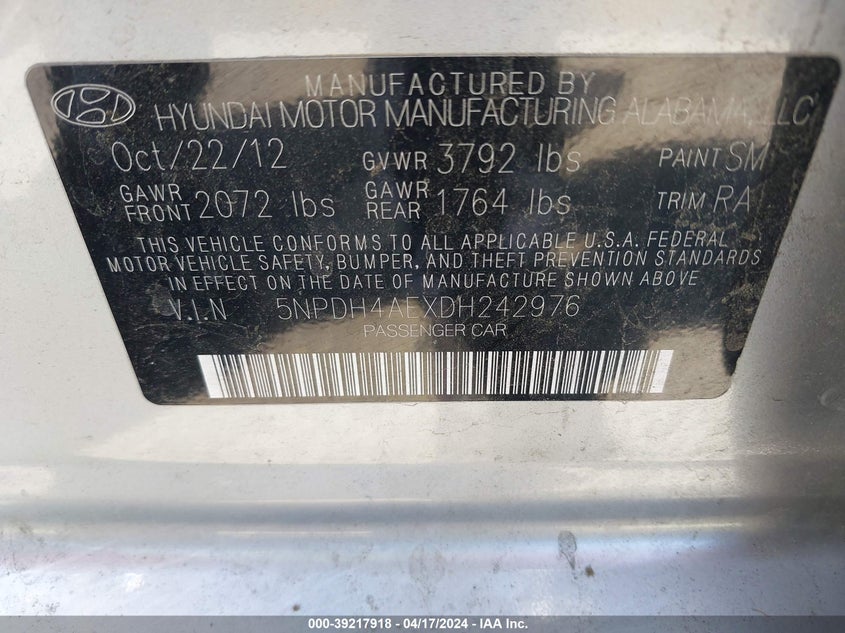 MANUFACTURED BY
HYUNDAI MOTOR MANUFACTURING ALABAMA, LLC
Oct/22/12 GVWR 3792 lbs PAINT SM
GAWR FRONT 2072 lbs GAWR REAR 1764 lbs TRIM RA
THIS VEHICLE CONFORMS TO ALL APPLICABLE U.S.A. FEDERAL
MOTOR VEHICLE SAFETY, BUMPER, AND THEFT PREVENTION STANDARDS
IN EFFECT ON THE DATE OF MANUFACTURE SHOWN ABOVE
V.I.N 5NPDH4AEXDH242976
PASSENGER CAR
000-39217918 - 04/17/2024 - IAA Inc.